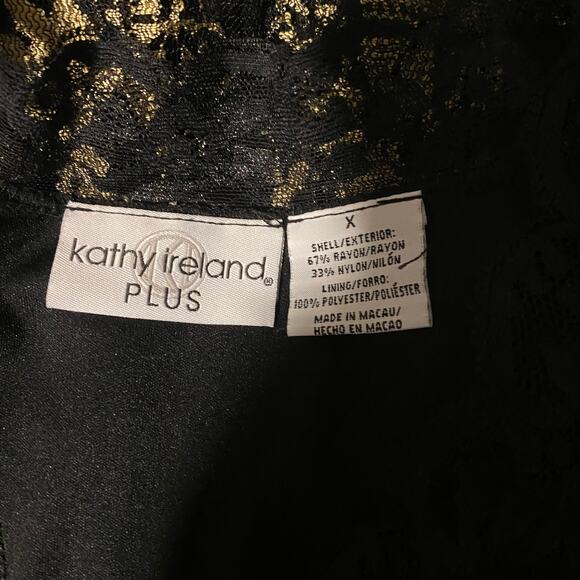 kathy ireland®
PLUS
X
SHELL/EXTERIOR:
67% RAYON/RAYON
33% NYLON/NILÓN
LINING/FORRO:
100% POLYESTER/POLIÉSTER
MADE IN MACAU/
HECHO EN MACAO